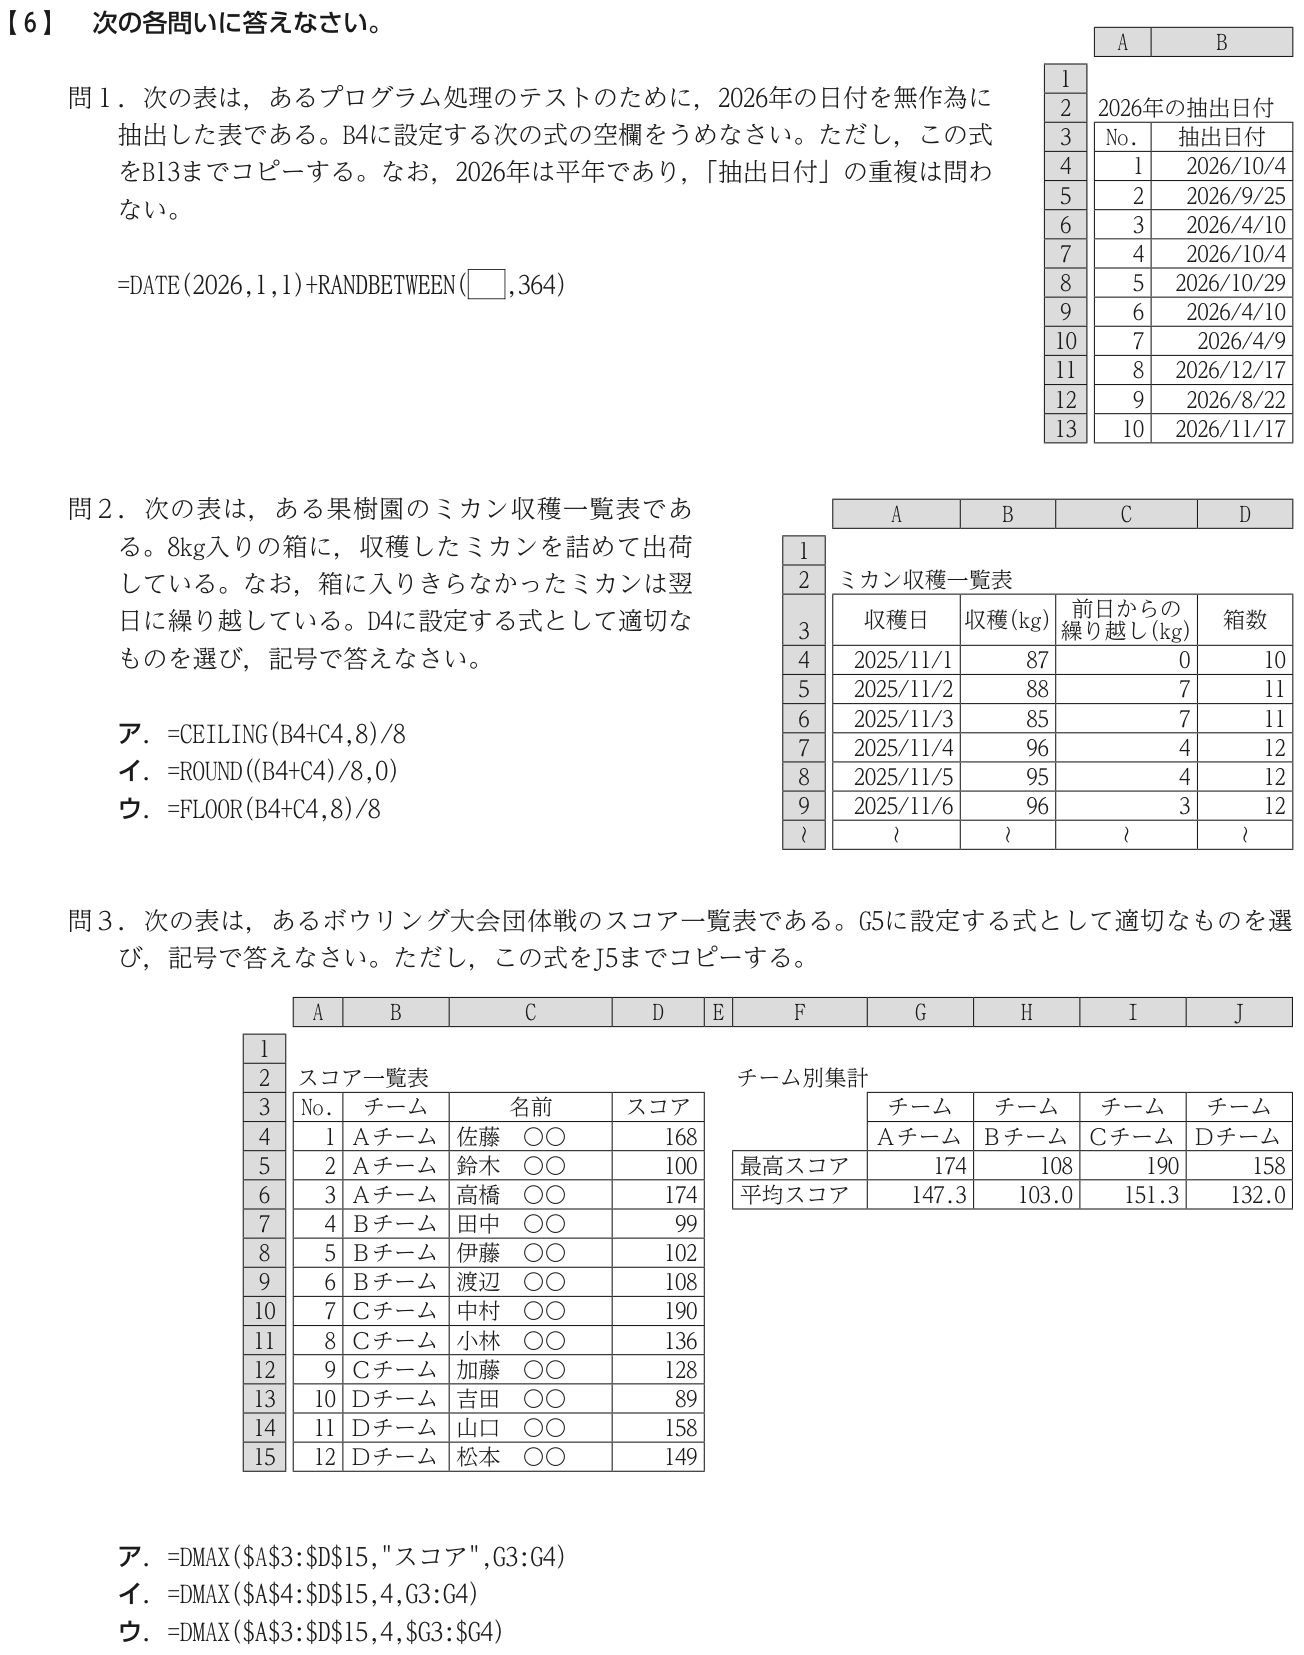 【6】 次の各問いに答えなさい。
問１．次の表は，あるプログラム処理のテストのために，2026年の日付を無作為に
抽出した表である。B4に設定する次の式の空欄をうめなさい。ただし，この式
をB13までコピーする。なお，2026年は平年であり，「抽出日付」の重複は問わ
ない。
=DATE(2026,1,1)+RANDBETWEEN( ,364)
A B
1
2 2026年の抽出日付
3 No. 抽出日付
4 1 2026/10/4
5 2 2026/9/25
6 3 2026/4/10
7 4 2026/10/4
8 5 2026/10/29
9 6 2026/4/10
10 7 2026/4/9
11 8 2026/12/17
12 9 2026/8/22
13 10 2026/11/17
問２．次の表は，ある果樹園のミカン収穫一覧表であ
る。8kg入りの箱に，収穫したミカンを詰めて出荷
している。なお，箱に入りきらなかったミカンは翌
日に繰り越している。D4に設定する式として適切な
ものを選び，記号で答えなさい。
ア．=CEILING(B4+C4,8)/8
イ．=ROUND((B4+C4)/8,0)
ウ．=FLOOR(B4+C4,8)/8
A B C D
1
2 ミカン収穫一覧表
3 収穫日 収穫(kg) 前日からの 繰り越し(kg) 箱数
4 2025/11/1 87 0 10
5 2025/11/2 88 7 11
6 2025/11/3 85 7 11
7 2025/11/4 96 4 12
8 2025/11/5 95 4 12
9 2025/11/6 96 3 12
～ ～ ～ ～ ～
問３．次の表は，あるボウリング大会団体戦のスコア一覧表である。G5に設定する式として適切なものを選
び，記号で答えなさい。ただし，この式をJ5までコピーする。
A B C D E F G H I J
1
2 スコア一覧表 チーム別集計
3 No. チーム 名前 スコア チーム チーム チーム チーム
4 1 Ａチーム 佐藤 ○○ 168 Ａチーム Ｂチーム Ｃチーム Ｄチーム
5 2 Ａチーム 鈴木 ○○ 100 最高スコア 174 108 190 158
6 3 Ａチーム 高橋 ○○ 174 平均スコア 147.3 103.0 151.3 132.0
7 4 Ｂチーム 田中 ○○ 99
8 5 Ｂチーム 伊藤 ○○ 102
9 6 Ｂチーム 渡辺 ○○ 108
10 7 Ｃチーム 中村 ○○ 190
11 8 Ｃチーム 小林 ○○ 136
12 9 Ｃチーム 加藤 ○○ 128
13 10 Ｄチーム 吉田 ○○ 89
14 11 Ｄチーム 山口 ○○ 158
15 12 Ｄチーム 松本 ○○ 149
ア．=DMAX($A$3:$D$15,"スコア",G3:G4)
イ．=DMAX($A$4:$D$15,4,G3:G4)
ウ．=DMAX($A$3:$D$15,4,$G3:$G4)